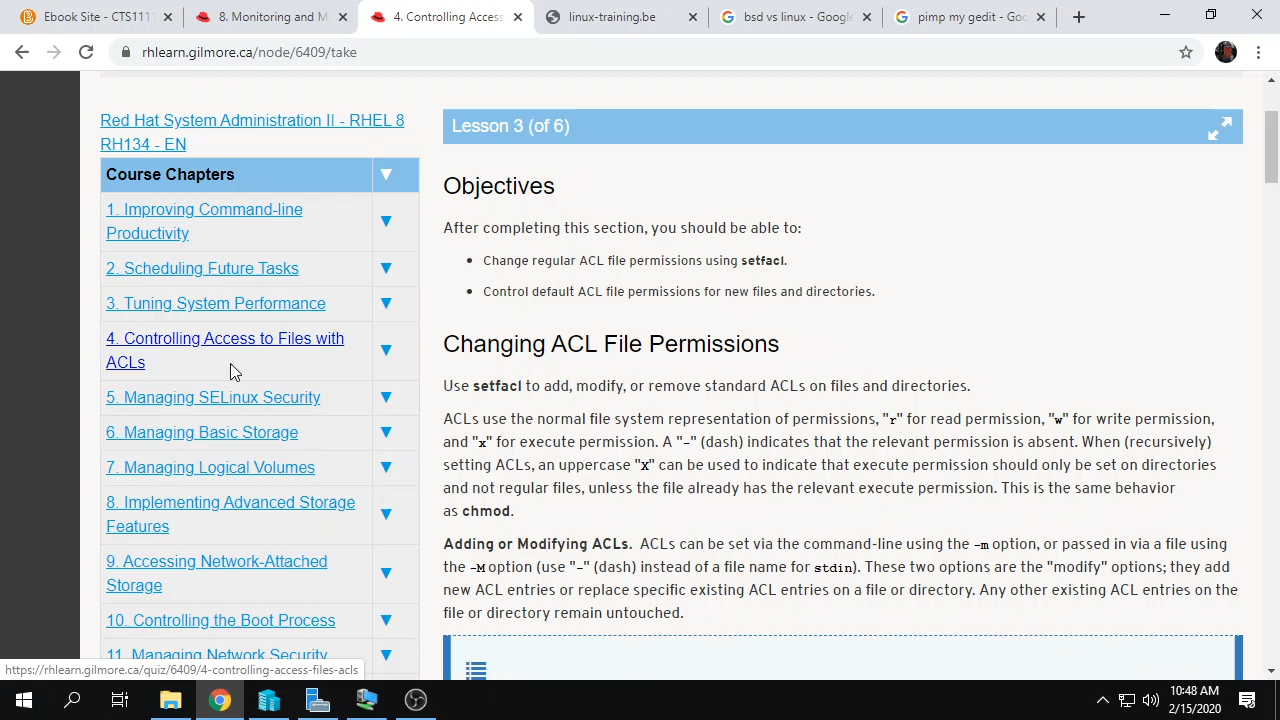 Ebook Site - CTS111
8. Monitoring and M
4. Controlling Access
linux-training.be
bsd vs linux - Google
pimp my gedit - Goo
rhlearn.gilmore.ca/node/6409/take
Red Hat System Administration II - RHEL 8
RH134 - EN
Course Chapters
1. Improving Command-line
Productivity
2. Scheduling Future Tasks
3. Tuning System Performance
4. Controlling Access to Files with
ACLs
5. Managing SELinux Security
6. Managing Basic Storage
7. Managing Logical Volumes
8. Implementing Advanced Storage
Features
9. Accessing Network-Attached
Storage
10. Controlling the Boot Process
11. Managing Network Security
Lesson 3 (of 6)
Objectives
After completing this section, you should be able to:
• Change regular ACL file permissions using setfacl.
• Control default ACL file permissions for new files and directories.
Changing ACL File Permissions
Use setfacl to add, modify, or remove standard ACLs on files and directories.
ACLs use the normal file system representation of permissions, "r" for read permission, "w" for write permission,
and "x" for execute permission. A "-" (dash) indicates that the relevant permission is absent. When (recursively)
setting ACLs, an uppercase "X" can be used to indicate that execute permission should only be set on directories
and not regular files, unless the file already has the relevant execute permission. This is the same behavior
as chmod.
Adding or Modifying ACLs. ACLs can be set via the command-line using the -m option, or passed in via a file using
the -M option (use "-" (dash) instead of a file name for stdin). These two options are the "modify" options; they add
new ACL entries or replace specific existing ACL entries on a file or directory. Any other existing ACL entries on the
file or directory remain untouched.
https://rhlearn.gilmore.ca/quiz/6409/4-controlling-access-files-acls
10:48 AM
2/15/2020